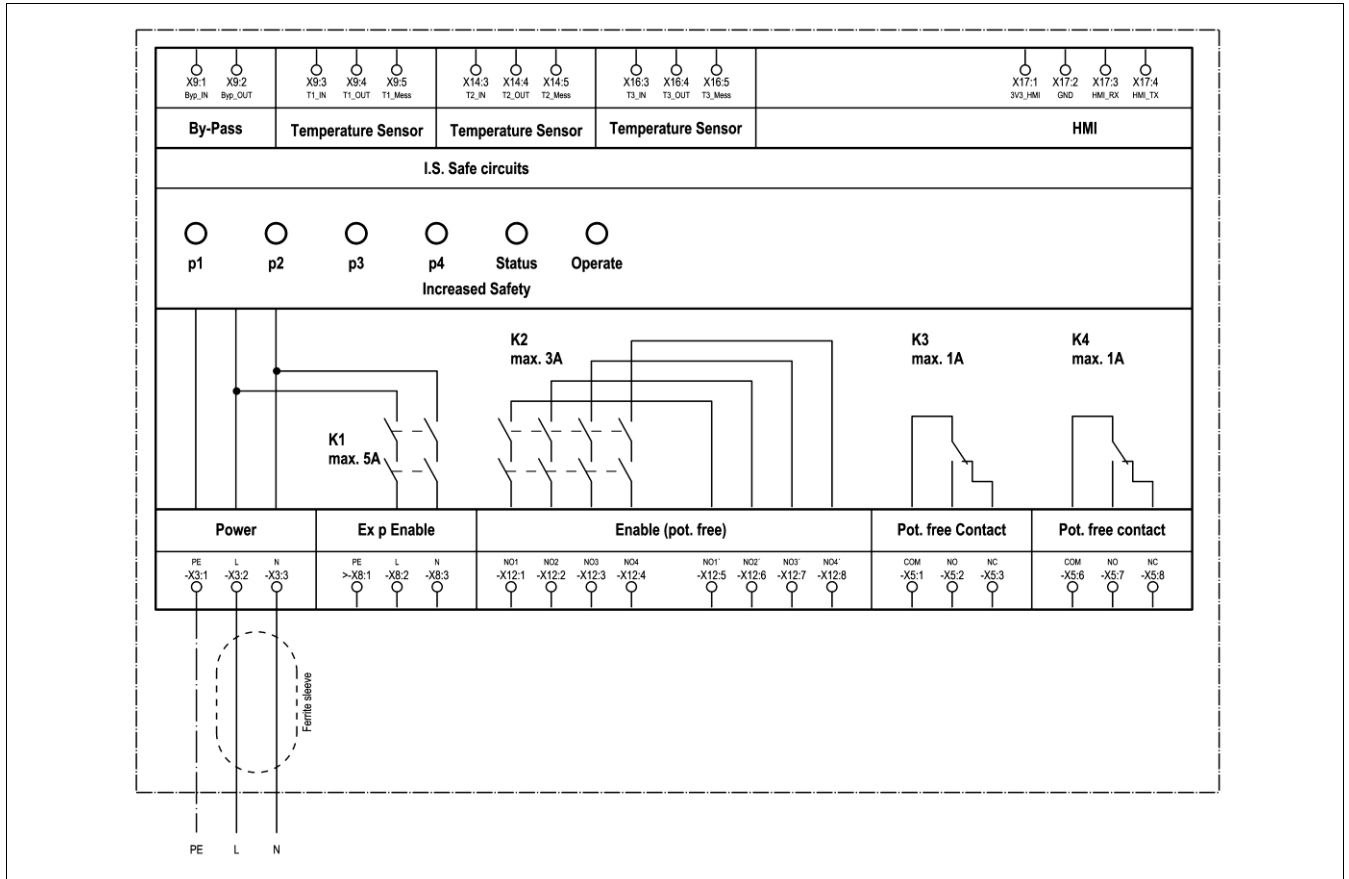 X9:1 X9:2 X9:3 X9:4 X9:5 X14:3 X14:4 X14:5 X16:3 X16:4 X16:5 X17:1 X17:2 X17:3 X17:4
Byp_IN Byp_OUT T1_IN T1_OUT T1_Mess T2_IN T2_OUT T2_Mess T3_IN T3_OUT T3_Mess 3V3_HMI GND HMI_RX HMI_TX
By-Pass Temperature Sensor Temperature Sensor Temperature Sensor HMI
I.S. Safe circuits
p1 p2 p3 p4 Status Operate
Increased Safety
K2 K3 K4
max. 3A max. 1A max. 1A
K1
max. 5A
Power Ex p Enable Enable (pot. free) Pot. free Contact Pot. free contact
PE L N PE L N NO1 NO2 NO3 NO4 NO1´ NO2´ NO3´ NO4´ COM NO NC COM NO NC
-X3:1 -X3:2 -X3:3 >-X8:1 -X8:2 -X8:3 -X12:1 -X12:2 -X12:3 -X12:4 -X12:5 -X12:6 -X12:7 -X12:8 -X5:1 -X5:2 -X5:3 -X5:6 -X5:7 -X5:8
Ferrite sleeve
PE L N